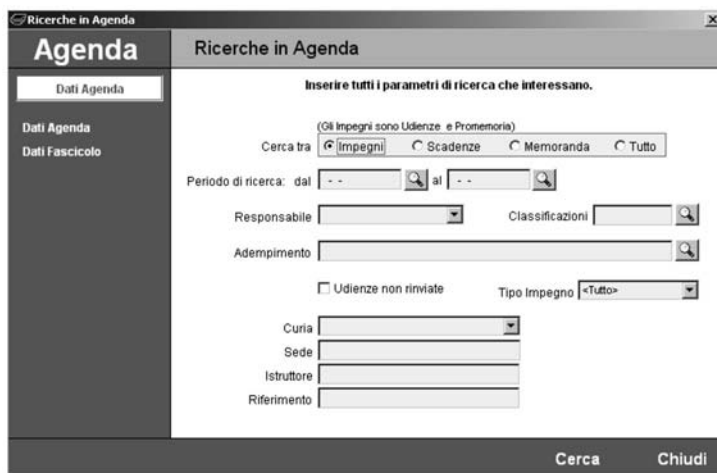 Ricerche in Agenda
Agenda
Ricerche in Agenda
Dati Agenda
Dati Agenda
Dati Fascicolo
Inserire tutti i parametri di ricerca che interessano.
(Gli Impegni sono Udienze e Promemoria)
Cerca tra Impegni Scadenze Memoranda Tutto
Periodo di ricerca: dal - - al - -
Responsabile Classificazioni
Adempimento
Udienze non rinviate Tipo Impegno <Tutto>
Curia
Sede
Istruttore
Riferimento
Cerca Chiudi